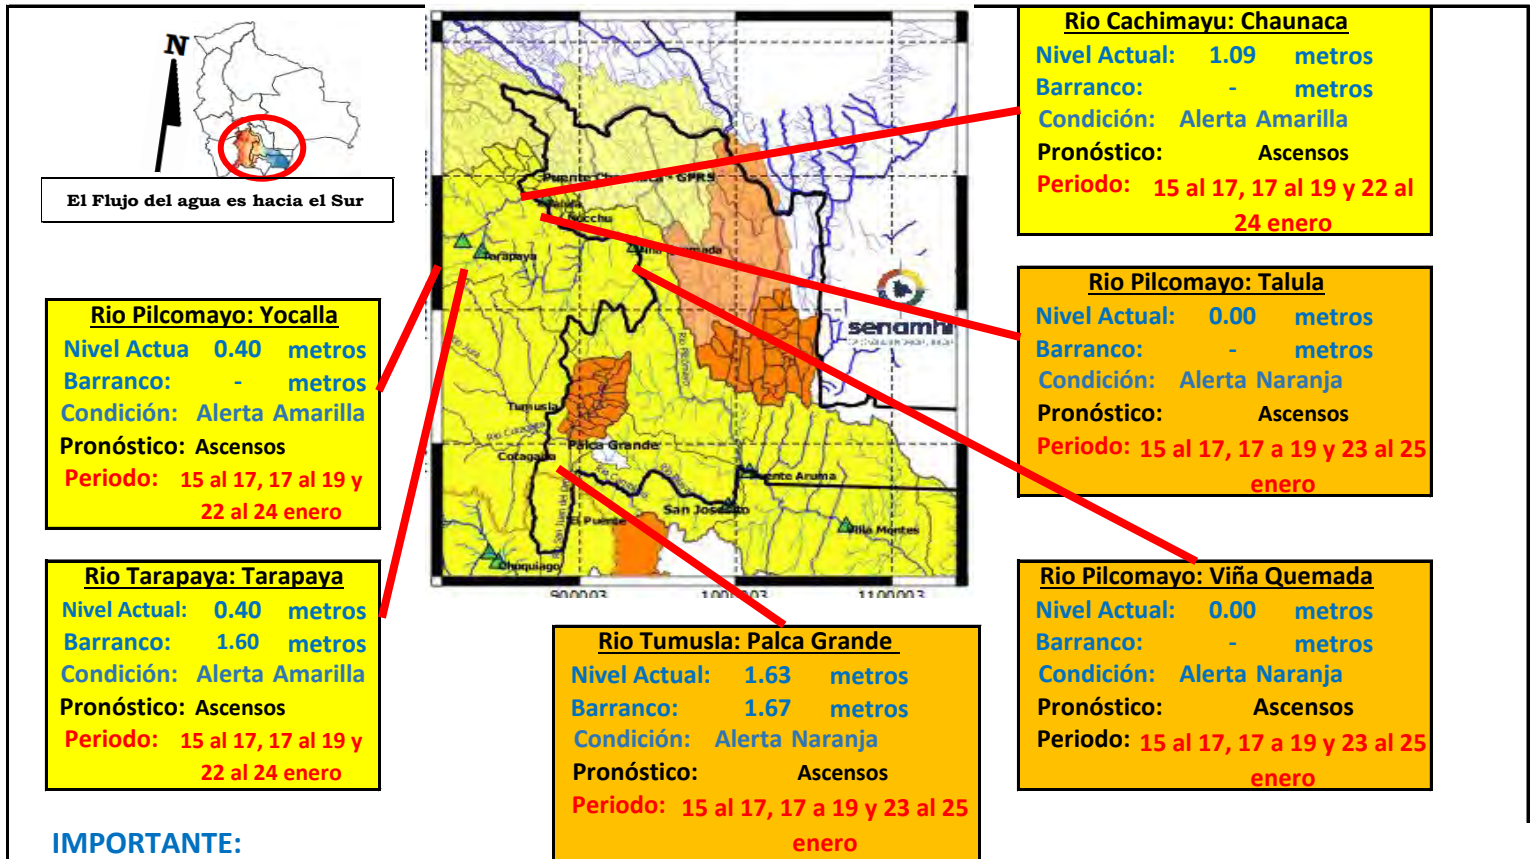 N
El Flujo del agua es hacia el Sur
Rio Cachimayu: Chaunaca
Nivel Actual: 1.09 metros
Barranco: - metros
Condición: Alerta Amarilla
Pronóstico: Ascensos
Periodo: 15 al 17, 17 al 19 y 22 al
24 enero
Rio Pilcomayo: Talula
Nivel Actual: 0.00 metros
Barranco: - metros
Condición: Alerta Naranja
Pronóstico: Ascensos
Periodo: 15 al 17, 17 a 19 y 23 al 25
enero
Rio Pilcomayo: Yocalla
Nivel Actua 0.40 metros
Barranco: - metros
Condición: Alerta Amarilla
Pronóstico: Ascensos
Periodo: 15 al 17, 17 al 19 y
22 al 24 enero
Rio Tarapaya: Tarapaya
Nivel Actual: 0.40 metros
Barranco: 1.60 metros
Condición: Alerta Amarilla
Pronóstico: Ascensos
Periodo: 15 al 17, 17 al 19 y
22 al 24 enero
Rio Tumusla: Palca Grande
Nivel Actual: 1.63 metros
Barranco: 1.67 metros
Condición: Alerta Naranja
Pronóstico: Ascensos
Periodo: 15 al 17, 17 a 19 y 23 al 25
enero
Rio Pilcomayo: Viña Quemada
Nivel Actual: 0.00 metros
Barranco: - metros
Condición: Alerta Naranja
Pronóstico: Ascensos
Periodo: 15 al 17, 17 a 19 y 23 al 25
enero
Puente - GPRS
Tarapaya
senamhi
Rio Pilcomayo
Tumusla
Palca Grande
Cotagaita
San Josecito
Aruma
El Puente
Villa Montes
Chuquiago
IMPORTANTE: